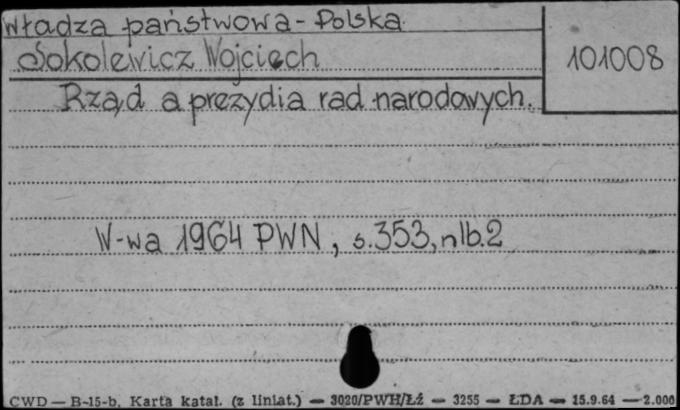 Władza państwowa - Polska
Sokolewicz Wojciech
101008
Rząd a prezydia rad narodowych.
W-wa 1964 PWN, s.353, nlb.2
CWD — B-15-b. Karta katal. (z liniat.) — 3020/PWH/Łź — 3255 — ŁDA — 15.9.64 — 2.000